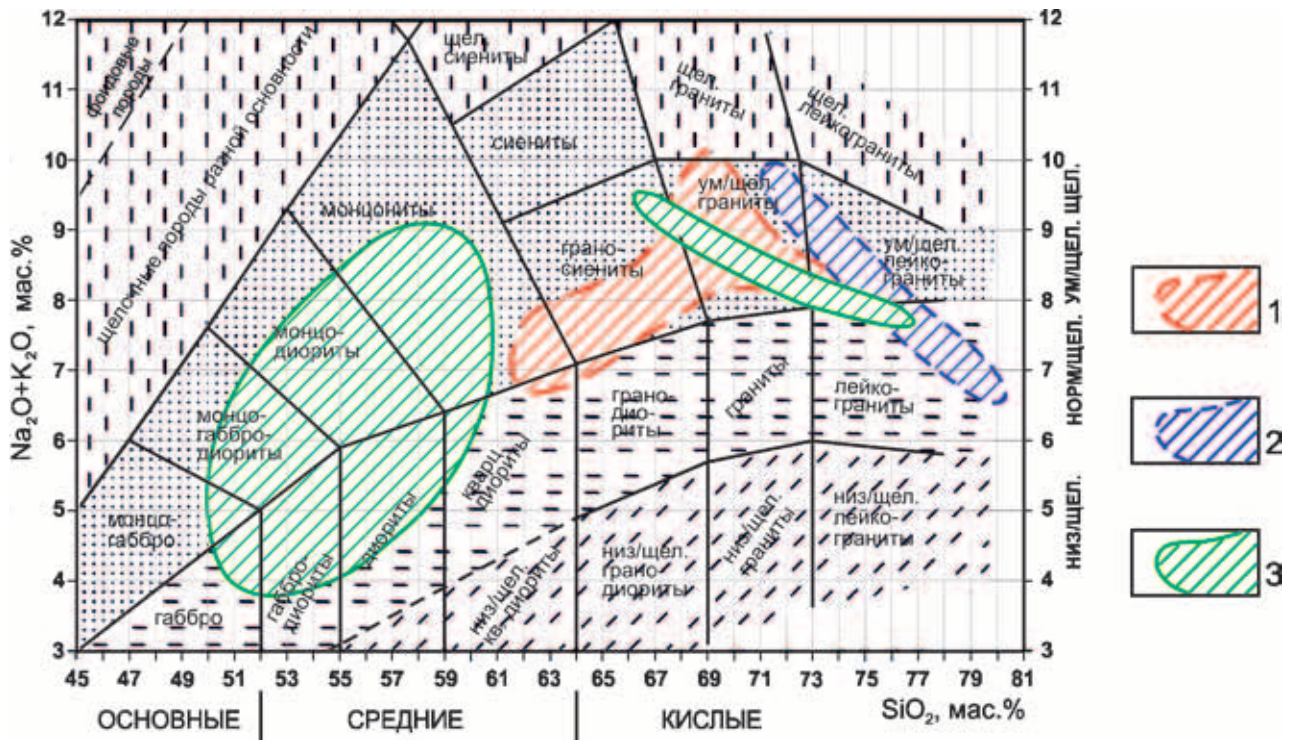 12
11
10
9
8
7
6
5
4
3
Na₂O+K₂O, мас.%
фоидовые
породы
щелочные породы разной основности
щел.
сиениты
щел.
граниты
щел.
лейкограниты
сиениты
ум/щел.
граниты
монцониты
грано-
сиениты
ум/щел.
лейко-
граниты
монцо-
диориты
монцо-
габбро-
диориты
грано-
дио-
риты
граниты
лейко-
граниты
кварц.
диориты
монцо-
габбро
диориты
габбро-
диориты
габбро
низ/щел.
кв. диориты
низ/щел.
грано-
диориты
низ/щел.
граниты
низ/щел.
лейко-
граниты
12
11
10
9
8
7
6
5
4
3
НИЗ/ЩЕЛ. НОРМ/ЩЕЛ. УМ/ЩЕЛ. ЩЕЛ.
45 47 49 51 53 55 57 59 61 63 65 67 69 71 73 75 77 79 81
ОСНОВНЫЕ СРЕДНИЕ КИСЛЫЕ SiO₂, мас.%
1
2
3